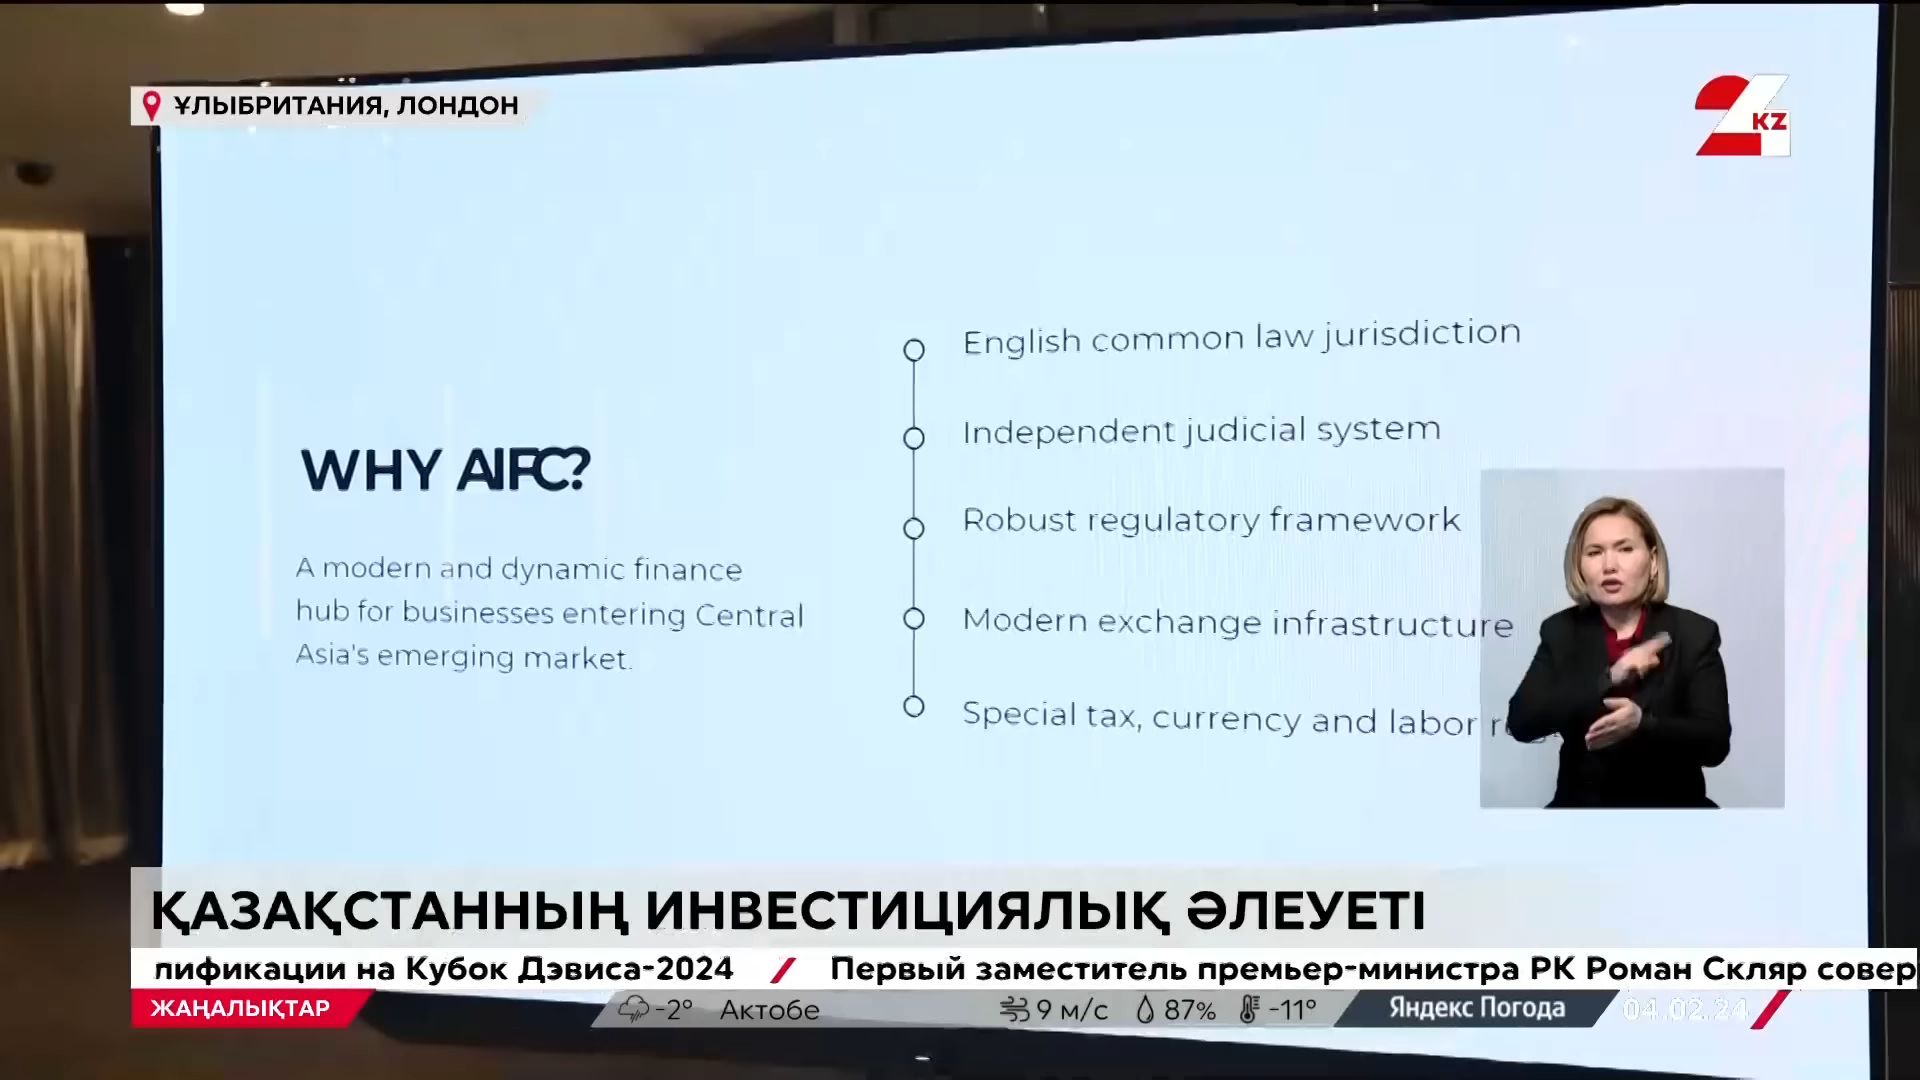 ҰЛЫБРИТАНИЯ, ЛОНДОН
24 KZ
English common law jurisdiction
Independent judicial system
Robust regulatory framework
Modern exchange infrastructure
Special tax, currency and labor
WHY AIFC?
A modern and dynamic finance
hub for businesses entering Central
Asia's emerging market.
ҚАЗАҚСТАННЫҢ ИНВЕСТИЦИЯЛЫҚ ӘЛЕУЕТІ
лификации на Кубок Дэвиса-2024 / Первый заместитель премьер-министра РК Роман Скляр совер
ЖАҢАЛЫҚТАР
-2° Актобе 9 м/с 87% -11° Яндекс Погода 04.02.24